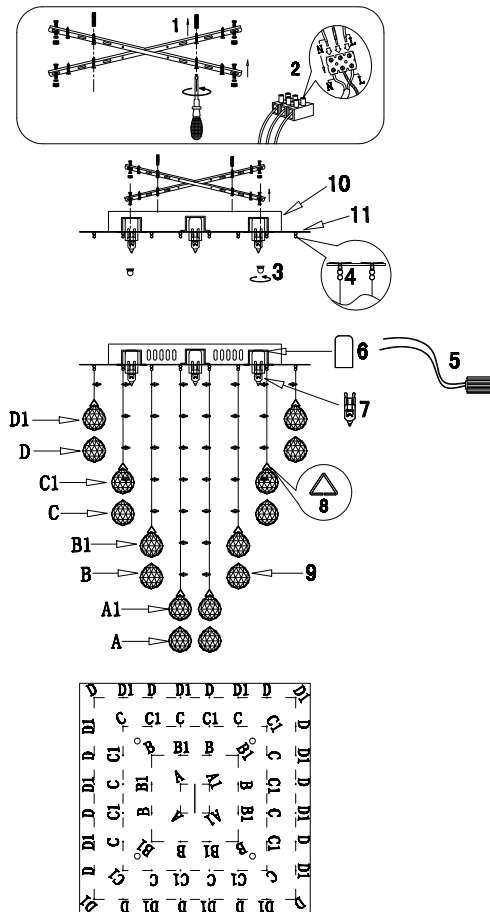 1
2
N L
N L
10
11
3
4
6
5
7
D1
D
C1
C
8
B1
B
9
A1
A
D D1 D D1 D D1 D D1
D1 C C1 C C1 C C1 D
D C1 B B1 B B1 C D1
D1 C B1 A A1 B C1 D
D C1 B A A1 B1 C D1
D1 C B1 B B1 B C1 D
D C1 C C1 C C1 C D1
D1 D D1 D D1 D D1 D